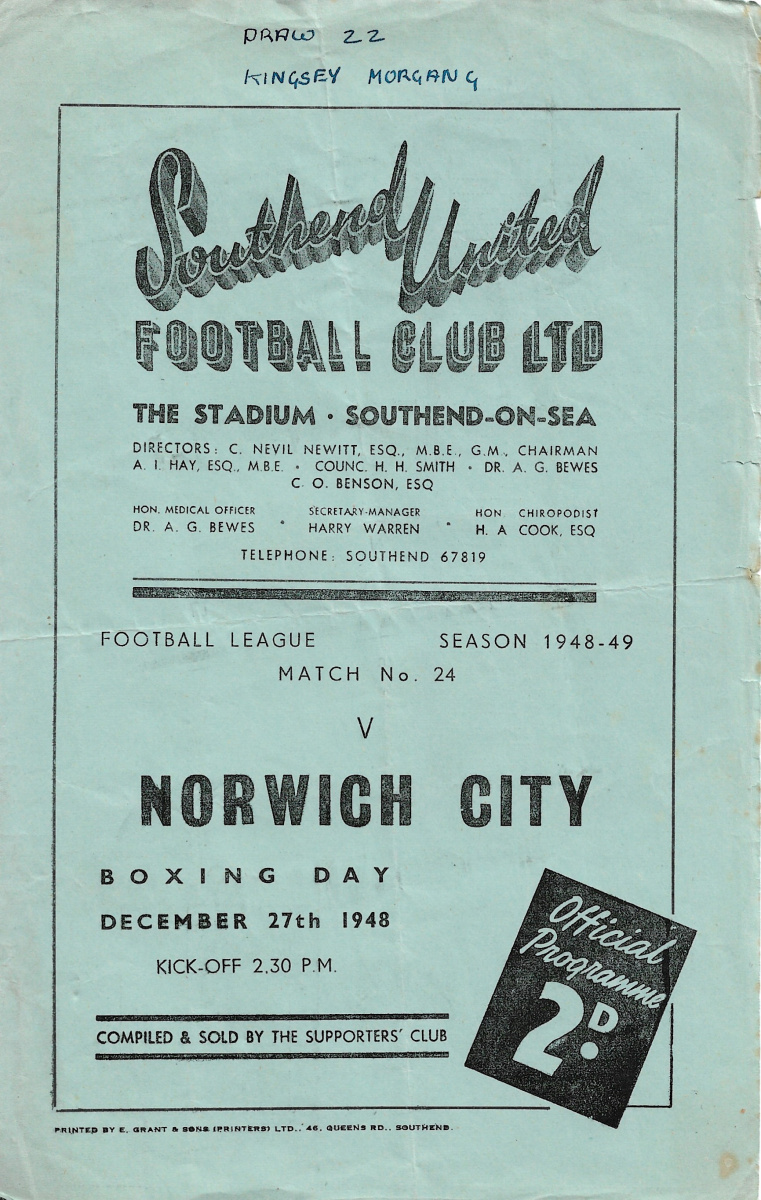 DRAW 22
KINGSEY MORGAN G
Southend United
FOOTBALL CLUB LTD
THE STADIUM · SOUTHEND-ON-SEA
DIRECTORS: C. NEVIL NEWITT, ESQ., M.B.E., G.M., CHAIRMAN
A. I. HAY, ESQ., M.B.E. • COUNC. H. H. SMITH • DR. A. G. BEWES
C. O. BENSON, ESQ
HON. MEDICAL OFFICER SECRETARY-MANAGER HON. CHIROPODIST
DR. A. G. BEWES • HARRY WARREN • H. A COOK, ESQ
TELEPHONE: SOUTHEND 67819
FOOTBALL LEAGUE SEASON 1948-49
MATCH No. 24
V
NORWICH CITY
BOXING DAY
DECEMBER 27th 1948
KICK-OFF 2.30 P.M.
Official
Programme
2D.
COMPILED & SOLD BY THE SUPPORTERS' CLUB
PRINTED BY E. GRANT & SONS (PRINTERS) LTD., 46, QUEENS RD., SOUTHEND.